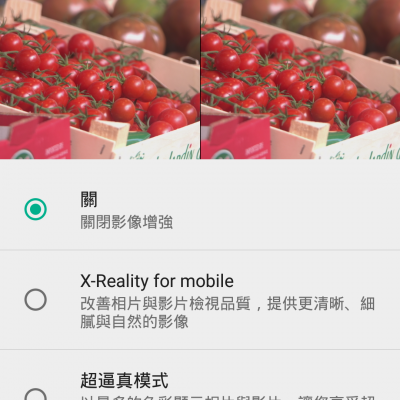 關
關閉影像增強
X-Reality for mobile
改善相片與影片檢視品質，提供更清晰、細
膩與自然的影像
超逼真模式